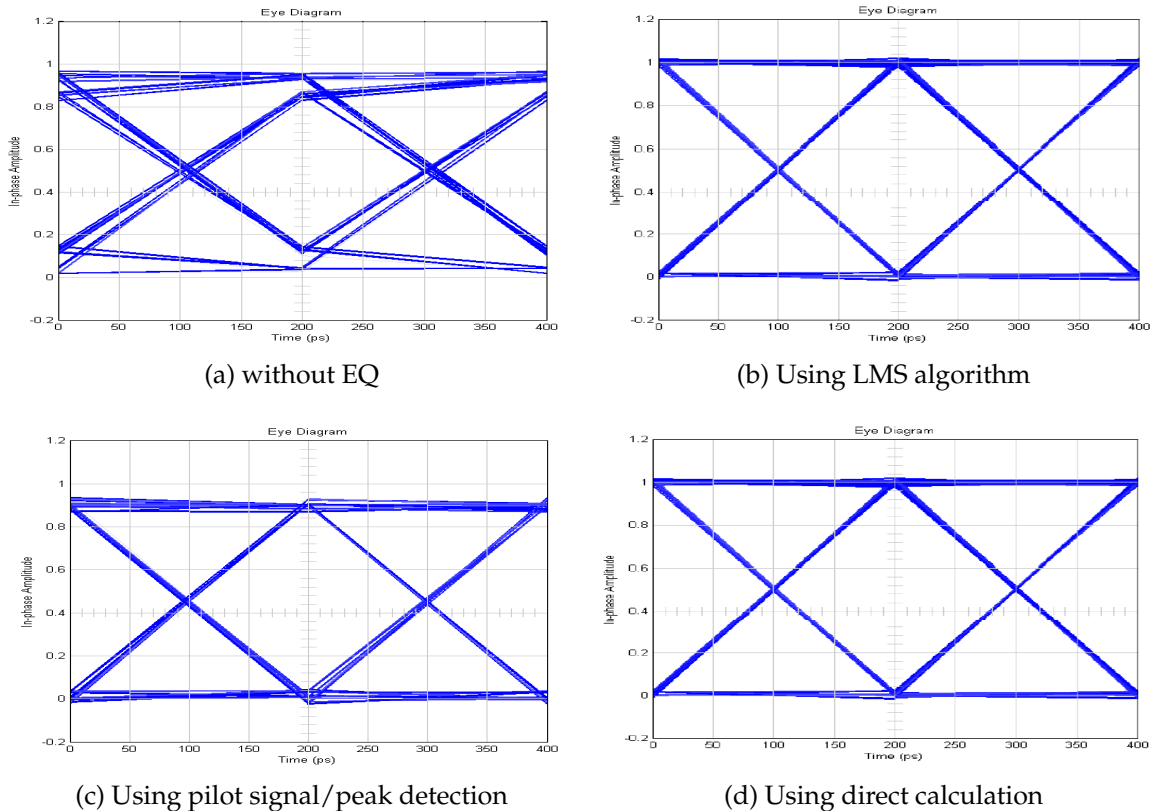 Eye Diagram
1.2
1
0.8
0.6
0.4
0.2
0
-0.2
In-phase Amplitude
0 50 100 150 200 250 300 350 400
Time (ps)
(a) without EQ
Eye Diagram
1.2
1
0.8
0.6
0.4
0.2
0
-0.2
In-phase Amplitude
0 50 100 150 200 250 300 350 400
Time (ps)
(b) Using LMS algorithm
Eye Diagram
1.2
1
0.8
0.6
0.4
0.2
0
-0.2
In-phase Amplitude
0 50 100 150 200 250 300 350 400
Time (ps)
(c) Using pilot signal/peak detection
Eye Diagram
1.2
1
0.8
0.6
0.4
0.2
0
-0.2
In-phase Amplitude
0 50 100 150 200 250 300 350 400
Time (ps)
(d) Using direct calculation